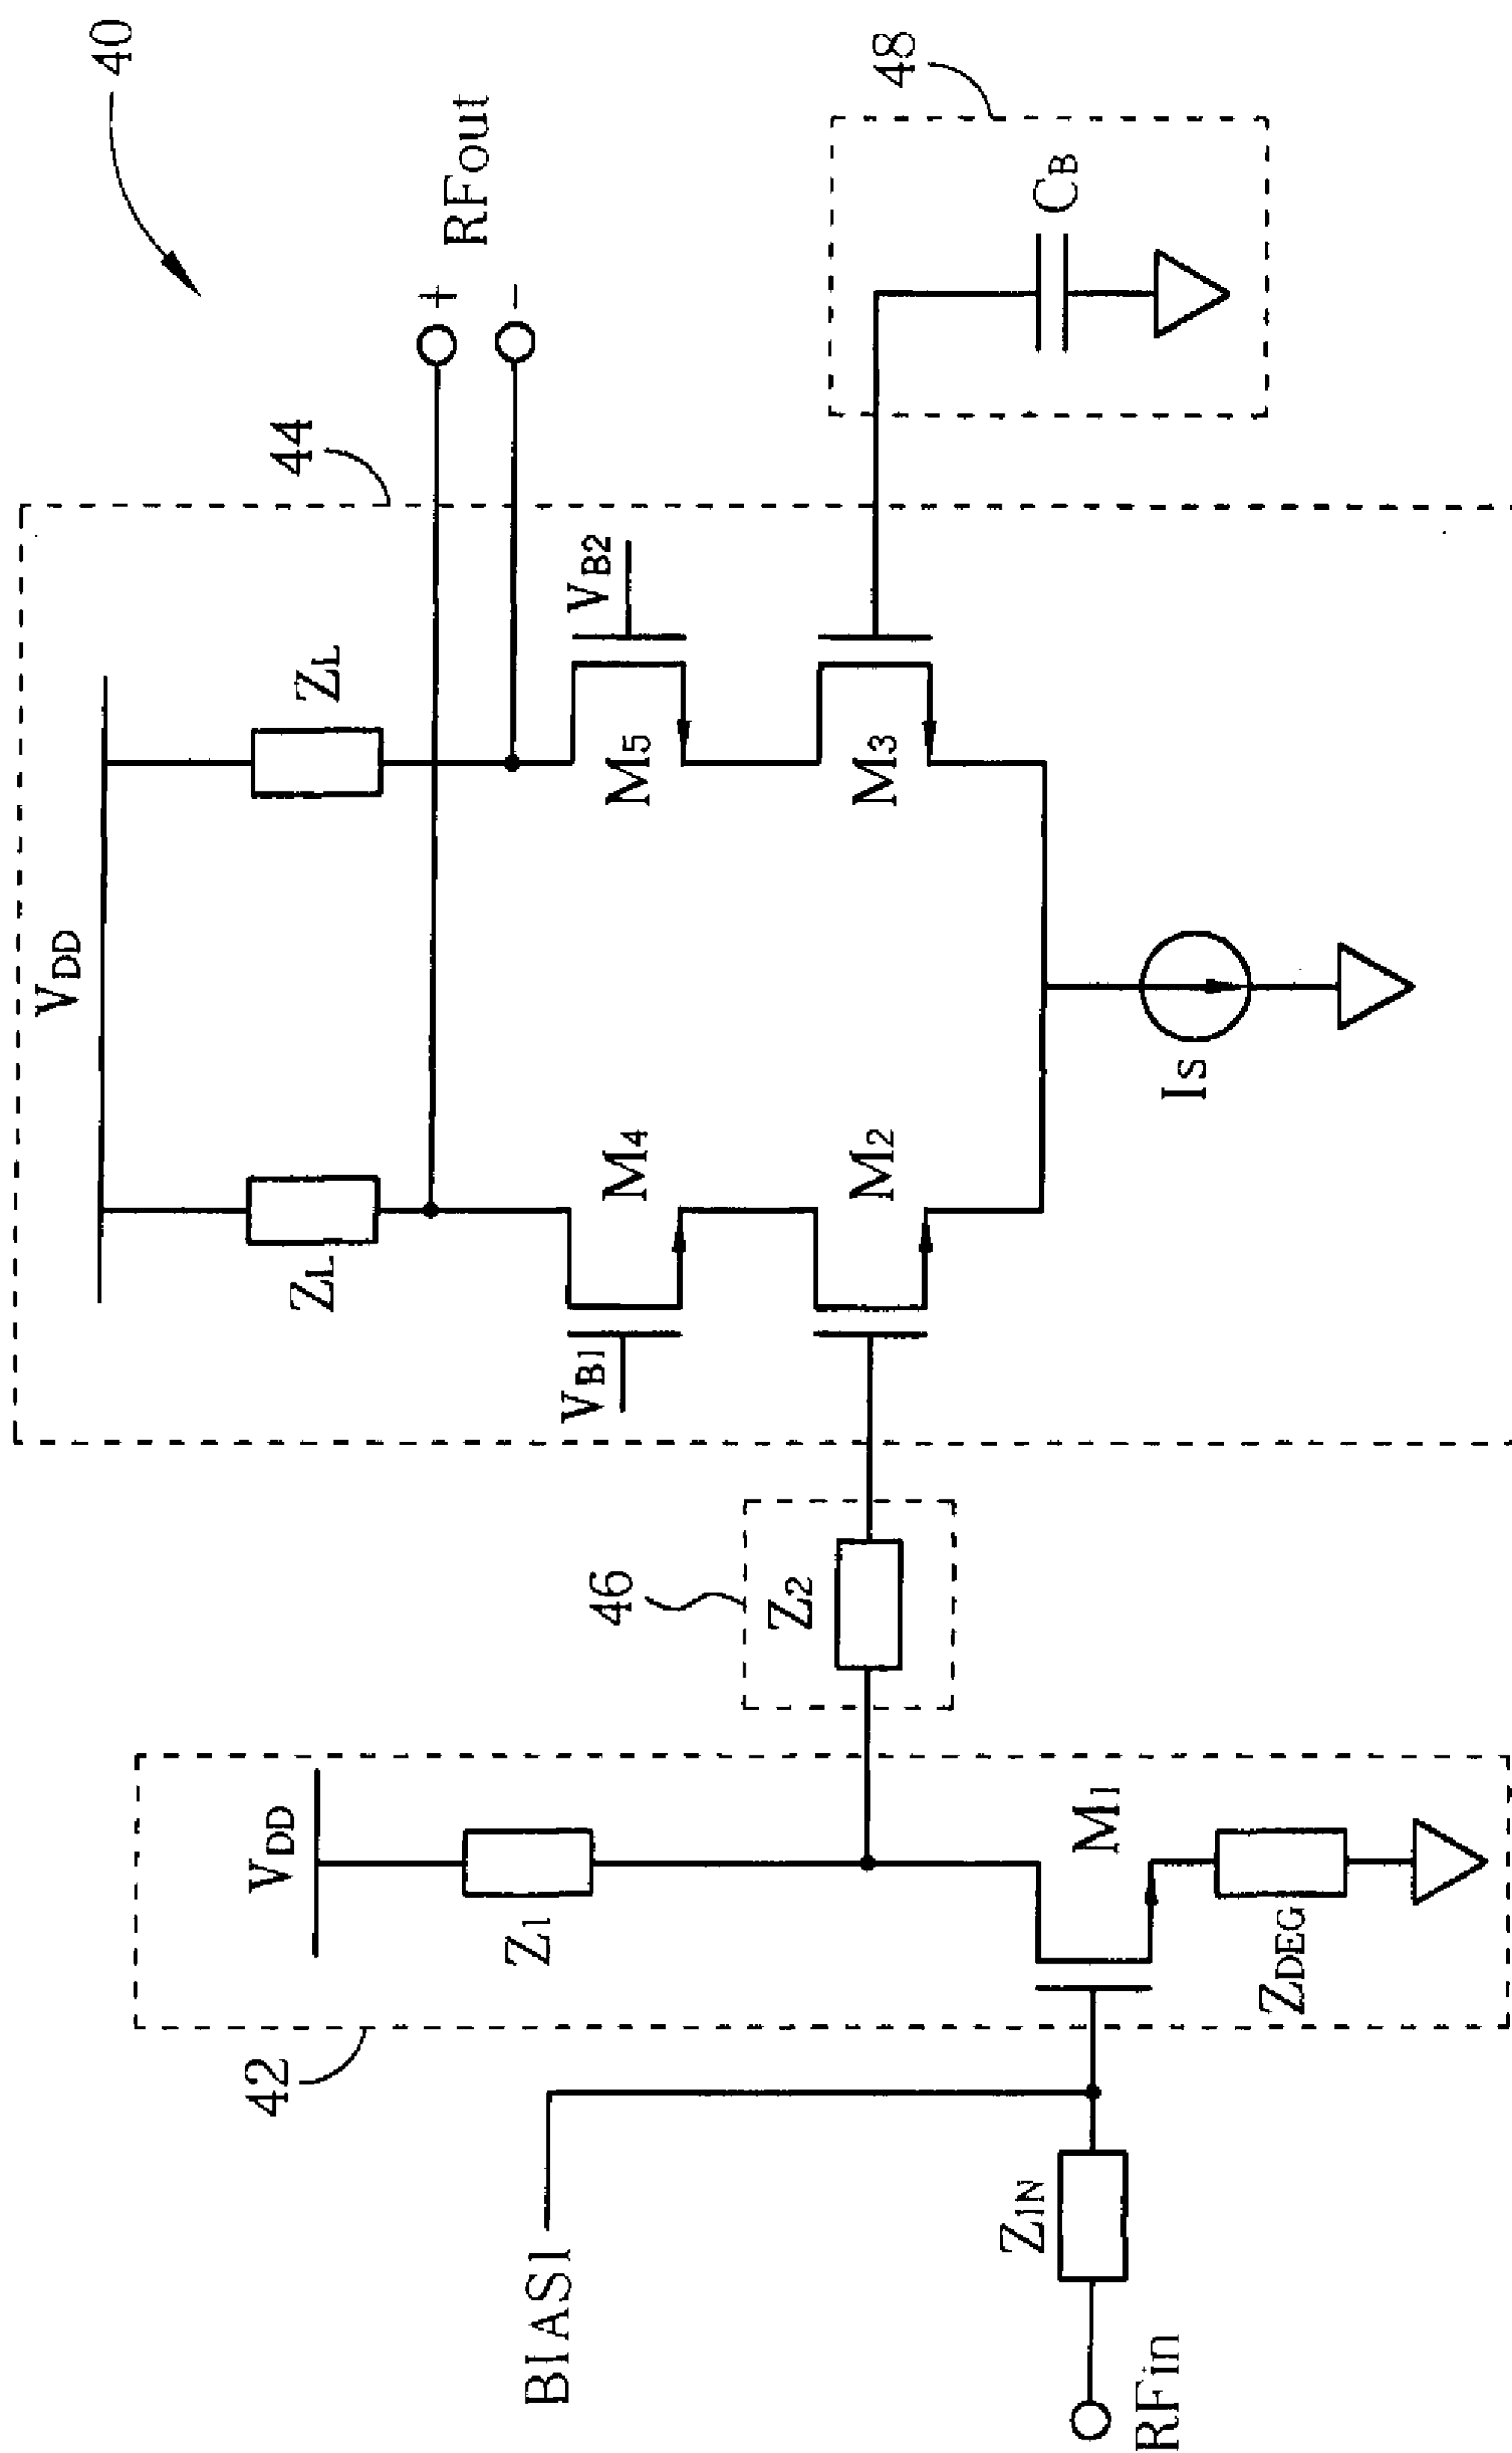 40
44
VDD
ZL
ZL
+
-
RFout
VB1
M4
M5
VB2
M2
M3
48
CB
IS
46
Z2
42
VDD
Z1
M1
ZDEG
BIAS1
ZIN
RFin